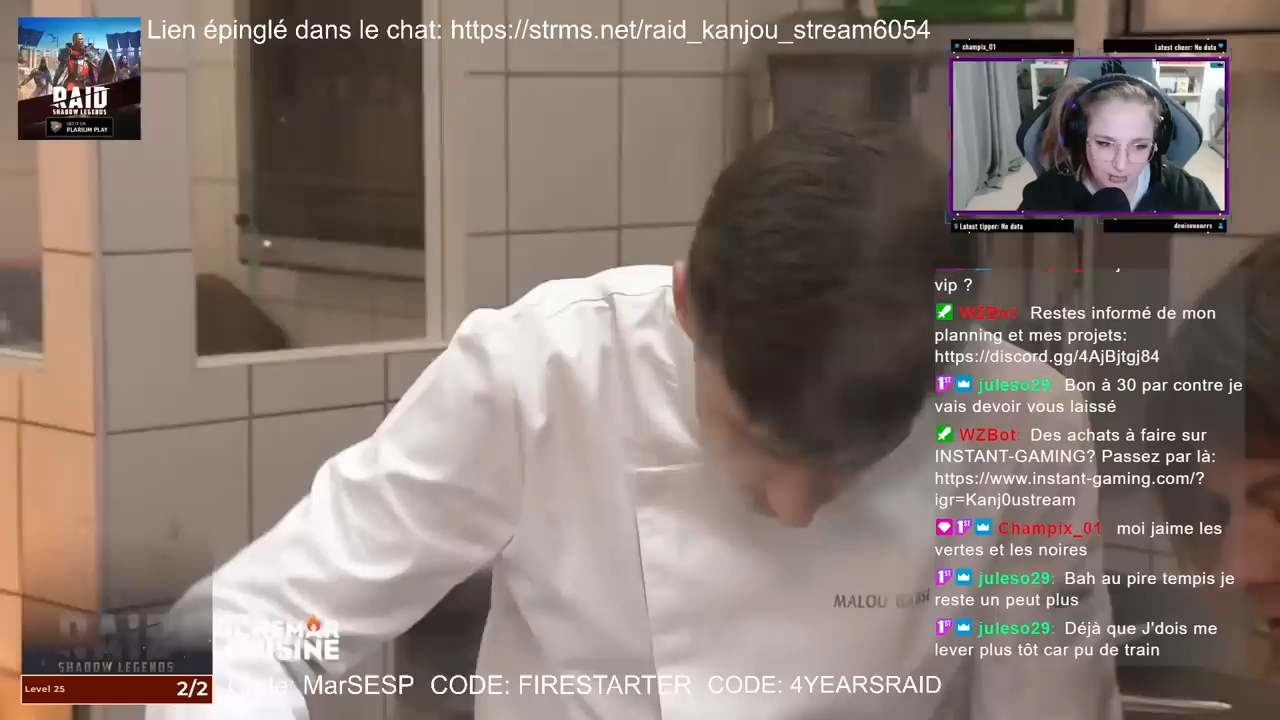 Lien épinglé dans le chat: https://strms.net/raid_kanjou_stream6054
RAID
SHADOW LEGENDS
GET IT ON
PLARIUM PLAY
champix_01
Latest cheer: No data
Latest tipper: No data
vip ?
WZBot: Restes informé de mon
planning et mes projets:
https://discord.gg/4AjBjtgj84
juleso29: Bon à 30 par contre je
vais devoir vous laissé
WZBot: Des achats à faire sur
INSTANT-GAMING? Passez par là:
https://www.instant-gaming.com/?
igr=Kanj0ustream
Champix_01 moi jaime les
vertes et les noires
juleso29: Bah au pire tempis je
reste un peut plus
juleso29: Déjà que J'dois me
lever plus tôt car pu de train
MALOU
RAID
SHADOW LEGENDS
Level 25
2/2
Code: MarSESP CODE: FIRESTARTER CODE: 4YEARSRAID